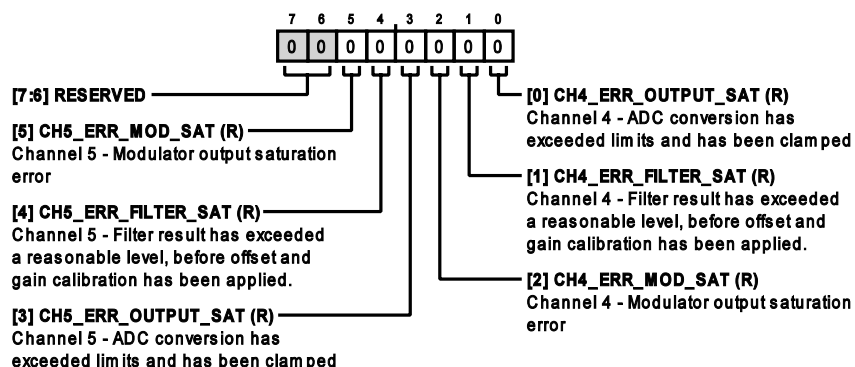 7 6 5 4 3 2 1 0
0 0 0 0 0 0 0 0
[7:6] RESERVED
[5] CH5_ERR_MOD_SAT (R)
Channel 5 - Modulator output saturation
error
[4] CH5_ERR_FILTER_SAT (R)
Channel 5 - Filter result has exceeded
a reasonable level, before offset and
gain calibration has been applied.
[3] CH5_ERR_OUTPUT_SAT (R)
Channel 5 - ADC conversion has
exceeded limits and has been clamped
[0] CH4_ERR_OUTPUT_SAT (R)
Channel 4 - ADC conversion has
exceeded limits and has been clamped
[1] CH4_ERR_FILTER_SAT (R)
Channel 4 - Filter result has exceeded
a reasonable level, before offset and
gain calibration has been applied.
[2] CH4_ERR_MOD_SAT (R)
Channel 4 - Modulator output saturation
error